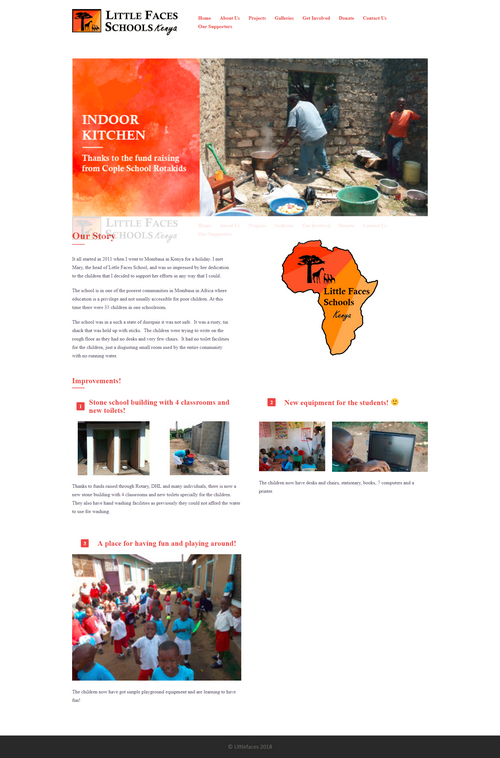 LITTLE FACES
SCHOOLS Kenya
Home About Us Projects Galleries Get Involved Donate Contact Us
Our Supporters
INDOOR
KITCHEN
Thanks to the fund raising
from Cople School Rotakids
LITTLE FACES
SCHOOLS Kenya
Our Story
It all started in 2011 when I went to Mombasa in Kenya for a holiday. I met
Mary, the head of Little Faces School, and was so impressed by her dedication
to the children that I decided to support her efforts in any way that I could.
The school is in one of the poorest communities in Mombasa in Africa where
education is a privilege and not usually accessible for poor children. At this
time there were 35 children in one schoolroom.
The school was in a such a state of disrepair it was not safe. It was a rusty, tin
shack that was held up with sticks. The children were trying to write on the
rough floor as they had no desks and very few chairs. It had no toilet facilities
for the children, just a disgusting small room used by the entire community
with no running water.
Little Faces
Schools
Kenya
Improvements!
1 Stone school building with 4 classrooms and
new toilets!
Thanks to funds raised through Rotary, DHL and many individuals, there is now a
new stone building with 4 classrooms and new toilets specially for the children.
They also have hand washing facilities as previously they could not afford the water
to use for washing.
2 New equipment for the students! 🙂
The children now have desks and chairs, stationary, books, 7 computers and a
printer.
3 A place for having fun and playing around!
The children now have got simple playground equipment and are learning to have
fun!
© Littlefaces 2018